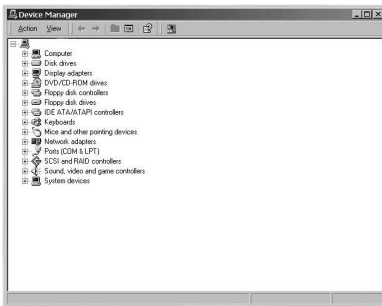 Device Manager
Action View
Computer
Disk drives
Display adapters
DVD/CD-ROM drives
Floppy disk controllers
Floppy disk drives
IDE ATA/ATAPI controllers
Keyboards
Mice and other pointing devices
Network adapters
Ports (COM & LPT)
SCSI and RAID controllers
Sound, video and game controllers
System devices